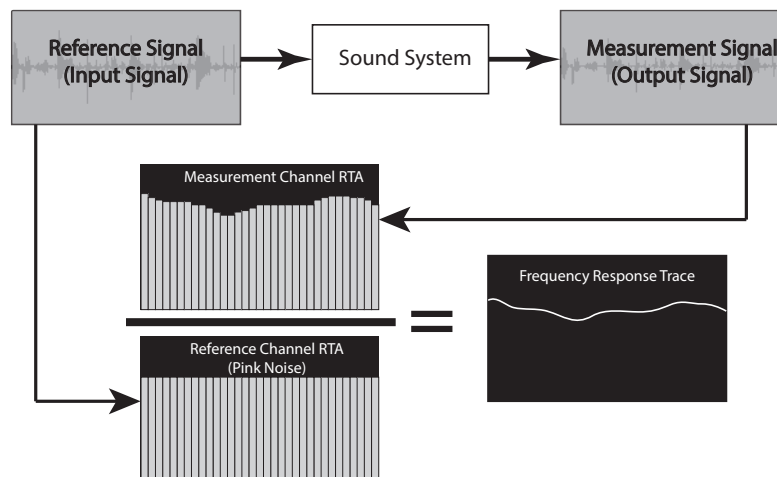 Reference Signal
(Input Signal)
Sound System
Measurement Signal
(Output Signal)
Measurement Channel RTA
Frequency Response Trace
=
Reference Channel RTA
(Pink Noise)